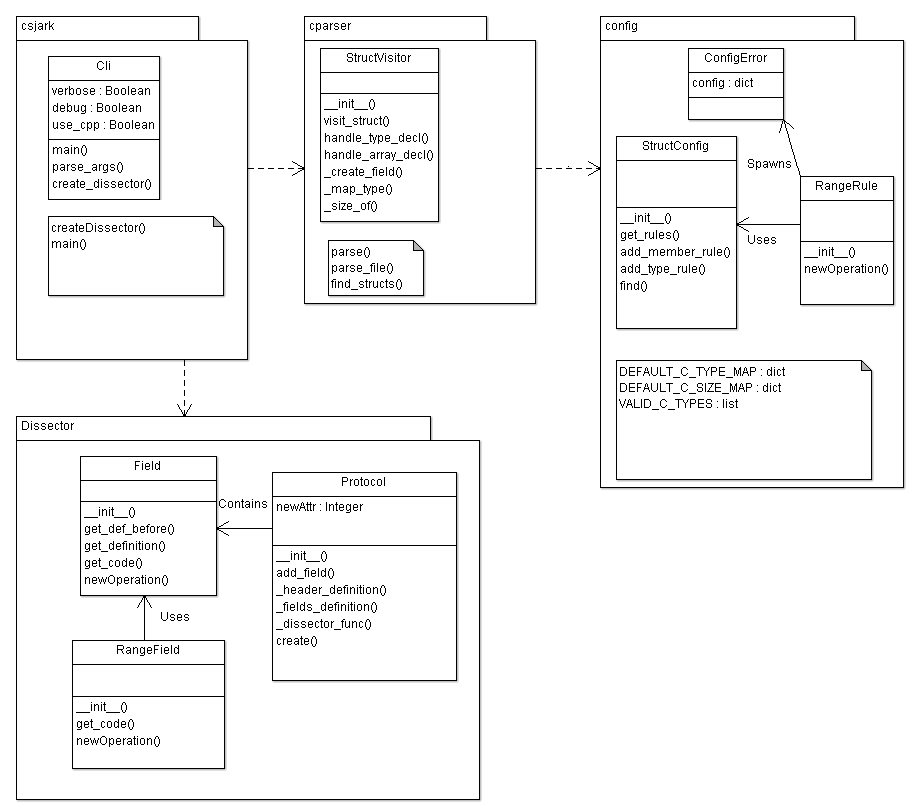 csjark
Cli
verbose : Boolean
debug : Boolean
use_cpp : Boolean
main()
parse_args()
create_dissector()
createDissector()
main()
cparser
StructVisitor
__init__()
visit_struct()
handle_type_decl()
handle_array_decl()
_create_field()
_map_type()
_size_of()
parse()
parse_file()
find_structs()
config
ConfigError
config : dict
StructConfig
__init__()
get_rules()
add_member_rule()
add_type_rule()
find()
Spawns
Uses
RangeRule
__init__()
newOperation()
DEFAULT_C_TYPE_MAP : dict
DEFAULT_C_SIZE_MAP : dict
VALID_C_TYPES : list
Dissector
Field
__init__()
get_def_before()
get_definition()
get_code()
newOperation()
Contains
Protocol
newAttr : Integer
__init__()
add_field()
_header_definition()
_fields_definition()
_dissector_func()
create()
Uses
RangeField
__init__()
get_code()
newOperation()